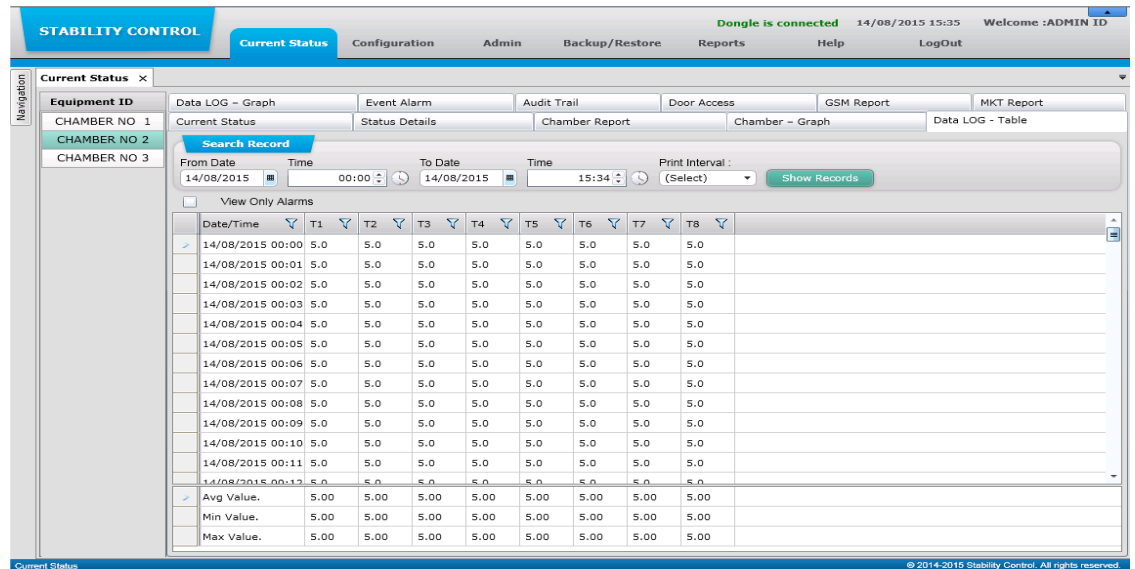 STABILITY CONTROL
Dongle is connected 14/08/2015 15:35 Welcome :ADMIN ID
Current Status Configuration Admin Backup/Restore Reports Help LogOut
Navigation
Current Status ×
Equipment ID
CHAMBER NO 1
CHAMBER NO 2
CHAMBER NO 3
Data LOG – Graph Event Alarm Audit Trail Door Access GSM Report MKT Report
Current Status Status Details Chamber Report Chamber – Graph Data LOG - Table
Search Record
From Date Time To Date Time Print Interval :
14/08/2015 00:00 14/08/2015 15:34 (Select) Show Records
View Only Alarms
Date/Time T1 T2 T3 T4 T5 T6 T7 T8
14/08/2015 00:00 5.0 5.0 5.0 5.0 5.0 5.0 5.0 5.0
14/08/2015 00:01 5.0 5.0 5.0 5.0 5.0 5.0 5.0 5.0
14/08/2015 00:02 5.0 5.0 5.0 5.0 5.0 5.0 5.0 5.0
14/08/2015 00:03 5.0 5.0 5.0 5.0 5.0 5.0 5.0 5.0
14/08/2015 00:04 5.0 5.0 5.0 5.0 5.0 5.0 5.0 5.0
14/08/2015 00:05 5.0 5.0 5.0 5.0 5.0 5.0 5.0 5.0
14/08/2015 00:06 5.0 5.0 5.0 5.0 5.0 5.0 5.0 5.0
14/08/2015 00:07 5.0 5.0 5.0 5.0 5.0 5.0 5.0 5.0
14/08/2015 00:08 5.0 5.0 5.0 5.0 5.0 5.0 5.0 5.0
14/08/2015 00:09 5.0 5.0 5.0 5.0 5.0 5.0 5.0 5.0
14/08/2015 00:10 5.0 5.0 5.0 5.0 5.0 5.0 5.0 5.0
14/08/2015 00:11 5.0 5.0 5.0 5.0 5.0 5.0 5.0 5.0
14/08/2015 00:12 5.0 5.0 5.0 5.0 5.0 5.0 5.0 5.0
Avg Value. 5.00 5.00 5.00 5.00 5.00 5.00 5.00 5.00
Min Value. 5.00 5.00 5.00 5.00 5.00 5.00 5.00 5.00
Max Value. 5.00 5.00 5.00 5.00 5.00 5.00 5.00 5.00
Current Status © 2014-2015 Stability Control. All rights reserved.